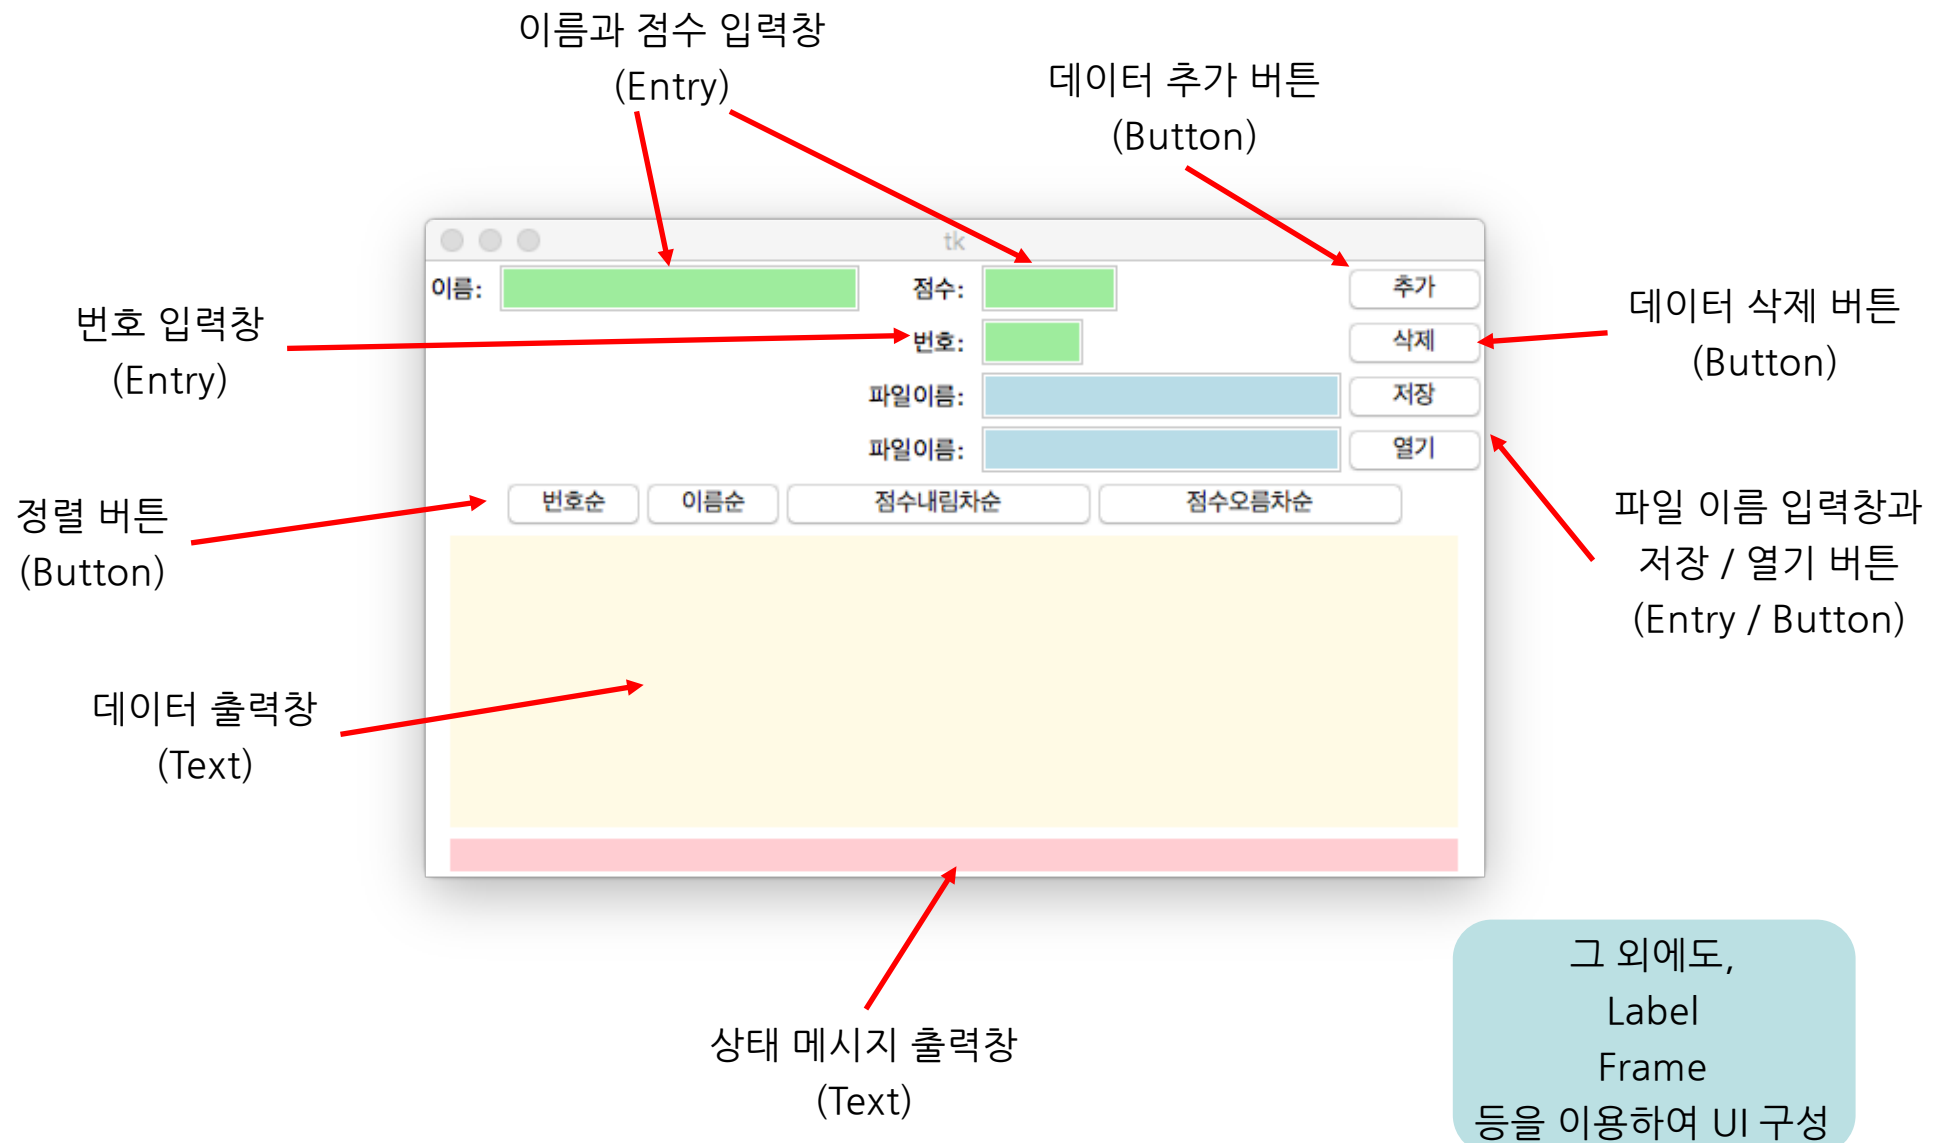 이름과 점수 입력창
(Entry)
데이터 추가 버튼
(Button)
tk
이름:
점수:
추가
번호 입력창
(Entry)
번호:
삭제
데이터 삭제 버튼
(Button)
파일이름:
저장
파일이름:
열기
정렬 버튼
(Button)
번호순
이름순
점수내림차순
점수오름차순
파일 이름 입력창과
저장 / 열기 버튼
(Entry / Button)
데이터 출력창
(Text)
상태 메시지 출력창
(Text)
그 외에도,
Label
Frame
등을 이용하여 UI 구성